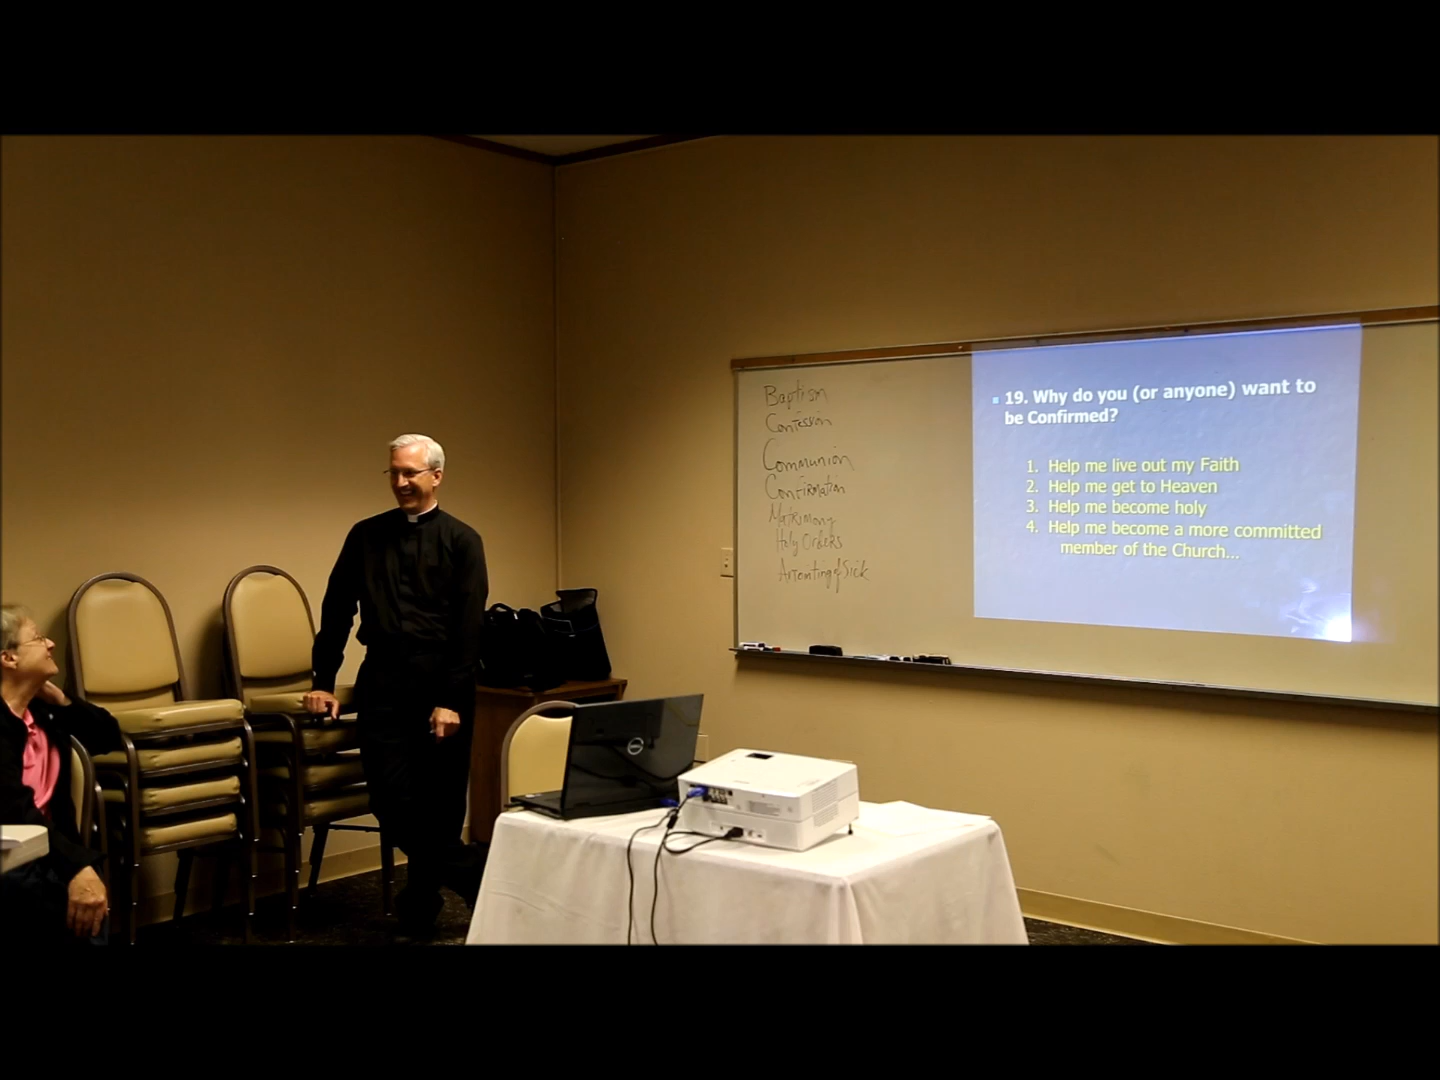 Baptism
Confession
Communion
Confirmation
Matrimony
Holy Orders
Annointing of Sick
19. Why do you (or anyone) want to
be Confirmed?
1. Help me live out my Faith
2. Help me get to Heaven
3. Help me become holy
4. Help me become a more committed
member of the Church...
DELL